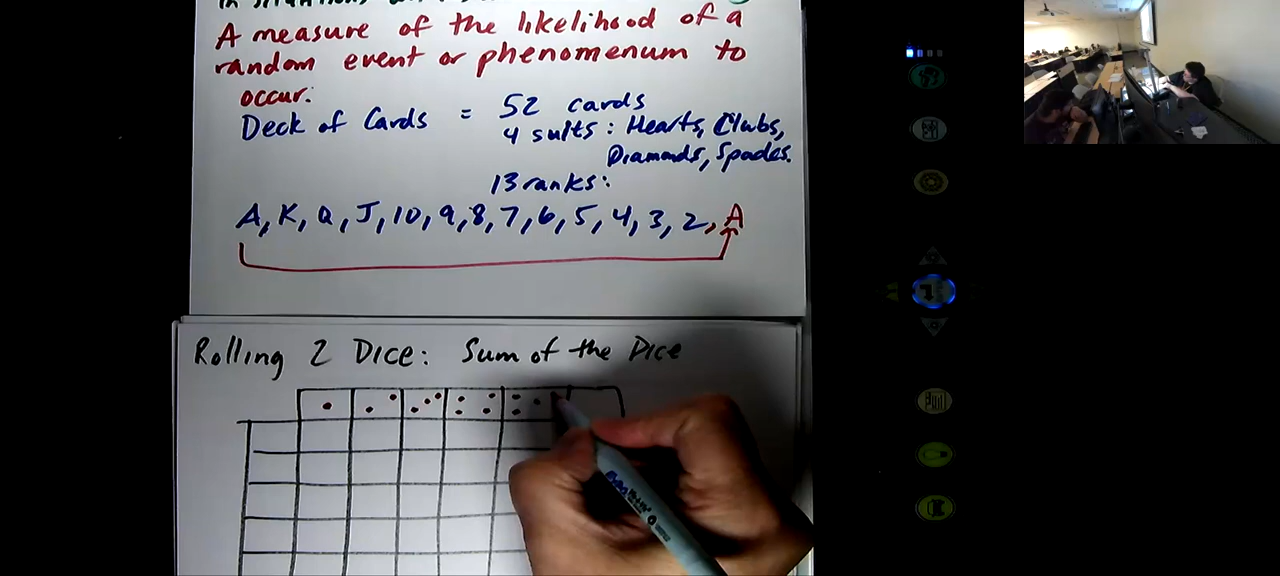 A measure of the likelihood of a
random event or phenomenum to
occur.
Deck of Cards = 52 cards
4 suits: Hearts, Clubs,
Diamonds, Spades.
13 ranks:
A, K, Q, J, 10, 9, 8, 7, 6, 5, 4, 3, 2, A
Rolling 2 Dice: Sum of the Dice